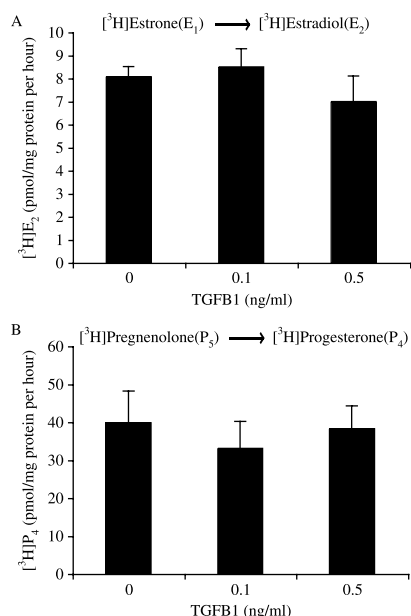 A
[³H]Estrone(E₁) → [³H]Estradiol(E₂)
[³H]E₂ (pmol/mg protein per hour)
10
9
8
7
6
5
4
3
2
1
0
0 0.1 0.5
TGFB1 (ng/ml)
B
[³H]Pregnenolone(P₅) → [³H]Progesterone(P₄)
[³H]P₄ (pmol/mg protein per hour)
60
50
40
30
20
10
0
0 0.1 0.5
TGFB1 (ng/ml)